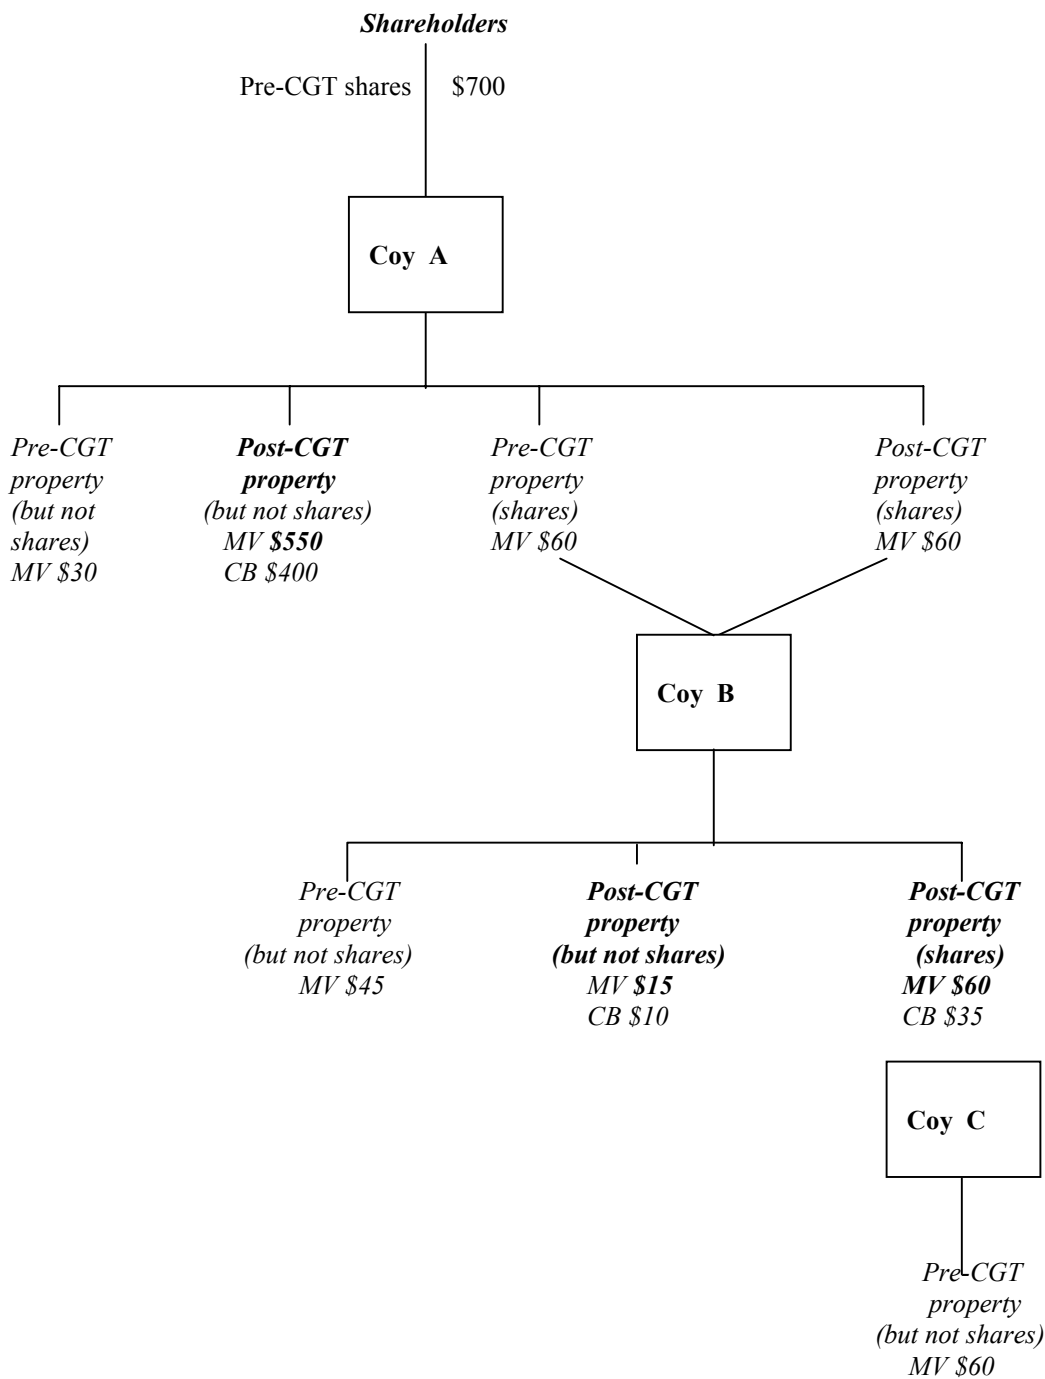 Shareholders
Pre-CGT shares $700
Coy A
Pre-CGT
property
(but not
shares)
MV $30
Post-CGT
property
(but not shares)
MV $550
CB $400
Pre-CGT
property
(shares)
MV $60
Post-CGT
property
(shares)
MV $60
Coy B
Pre-CGT
property
(but not shares)
MV $45
Post-CGT
property
(but not shares)
MV $15
CB $10
Post-CGT
property
(shares)
MV $60
CB $35
Coy C
Pre-CGT
property
(but not shares)
MV $60